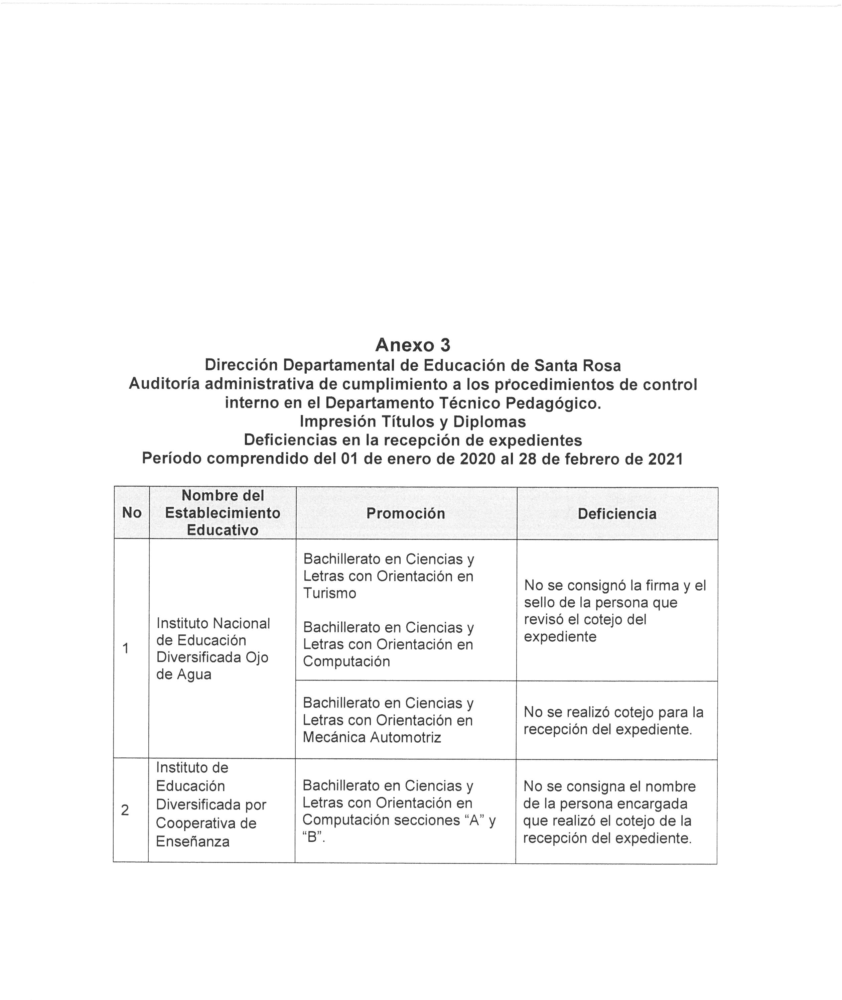 Anexo 3
Dirección Departamental de Educación de Santa Rosa
Auditoría administrativa de cumplimiento a los procedimientos de control
interno en el Departamento Técnico Pedagógico.
Impresión Títulos y Diplomas
Deficiencias en la recepción de expedientes
Período comprendido del 01 de enero de 2020 al 28 de febrero de 2021
No
Nombre del
Establecimiento
Educativo
Promoción
Deficiencia
1
Instituto Nacional
de Educación
Diversificada Ojo
de Agua
Bachillerato en Ciencias y
Letras con Orientación en
Turismo
Bachillerato en Ciencias y
Letras con Orientación en
Computación
No se consignó la firma y el
sello de la persona que
revisó el cotejo del
expediente
Bachillerato en Ciencias y
Letras con Orientación en
Mecánica Automotriz
No se realizó cotejo para la
recepción del expediente.
2
Instituto de
Educación
Diversificada por
Cooperativa de
Enseñanza
Bachillerato en Ciencias y
Letras con Orientación en
Computación secciones “A” y
“B”.
No se consigna el nombre
de la persona encargada
que realizó el cotejo de la
recepción del expediente.